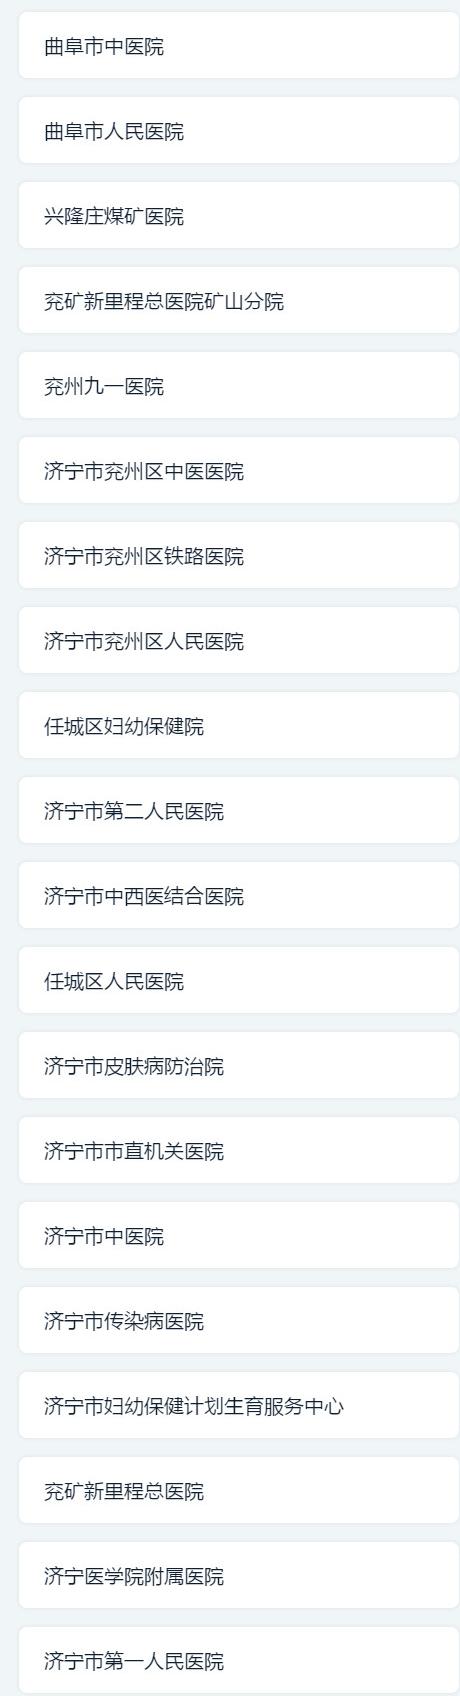 曲阜市中医院
曲阜市人民医院
兴隆庄煤矿医院
兖矿新里程总医院矿山分院
兖州九一医院
济宁市兖州区中医医院
济宁市兖州区铁路医院
济宁市兖州区人民医院
任城区妇幼保健院
济宁市第二人民医院
济宁市中西医结合医院
任城区人民医院
济宁市皮肤病防治院
济宁市市直机关医院
济宁市中医院
济宁市传染病医院
济宁市妇幼保健计划生育服务中心
兖矿新里程总医院
济宁医学院附属医院
济宁市第一人民医院